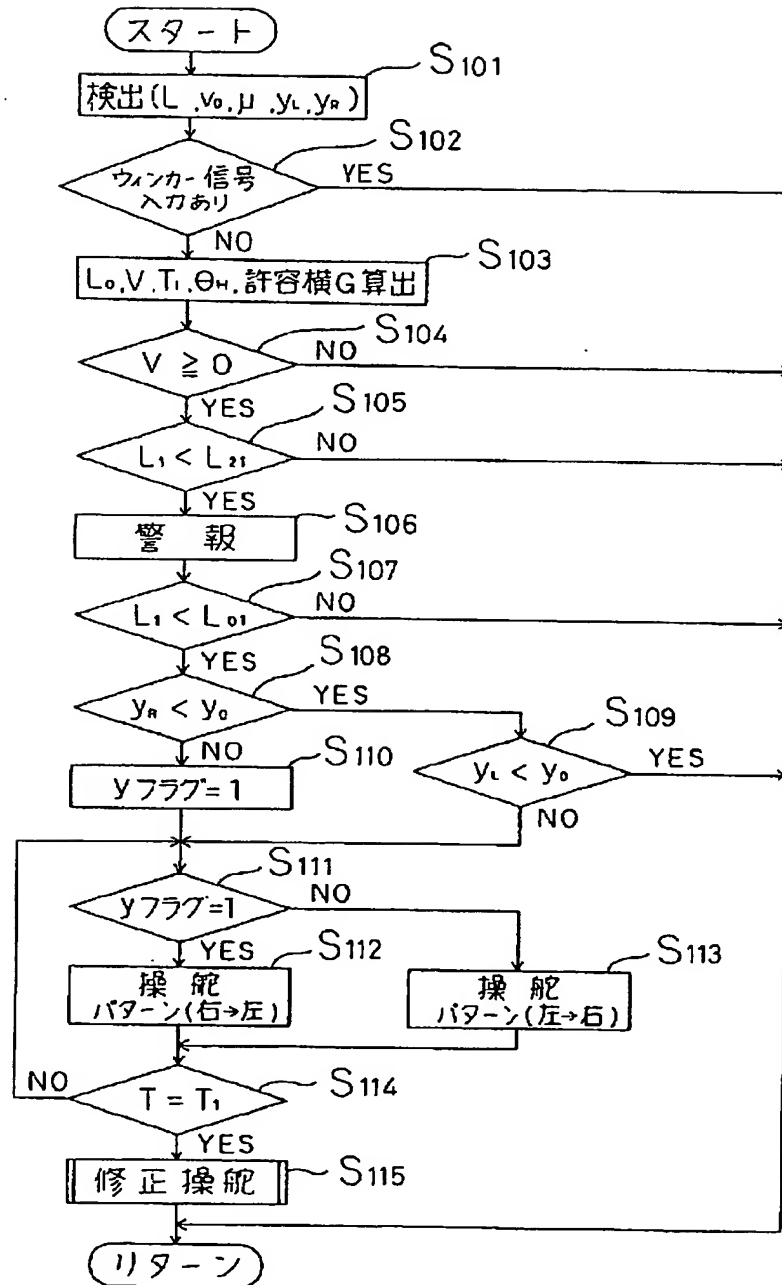 スタート
S101
検出(L,v₀,μ,yL,yR)
S102
ウィンカー信号
入力あり
YES
NO
S103
L₀,V,T₁,θH,許容横G算出
S104
V ≧ 0
NO
YES
S105
L₁ < L₂₁
NO
YES
S106
警報
S107
L₁ < L₀₁
NO
YES
S108
yR < y₀
YES
NO
S109
yL < y₀
YES
NO
S110
yフラグ=1
S111
yフラグ=1
NO
YES
S112
操舵
パターン(右→左)
S113
操舵
パターン(左→右)
S114
T = T₁
NO
YES
S115
修正操舵
リターン